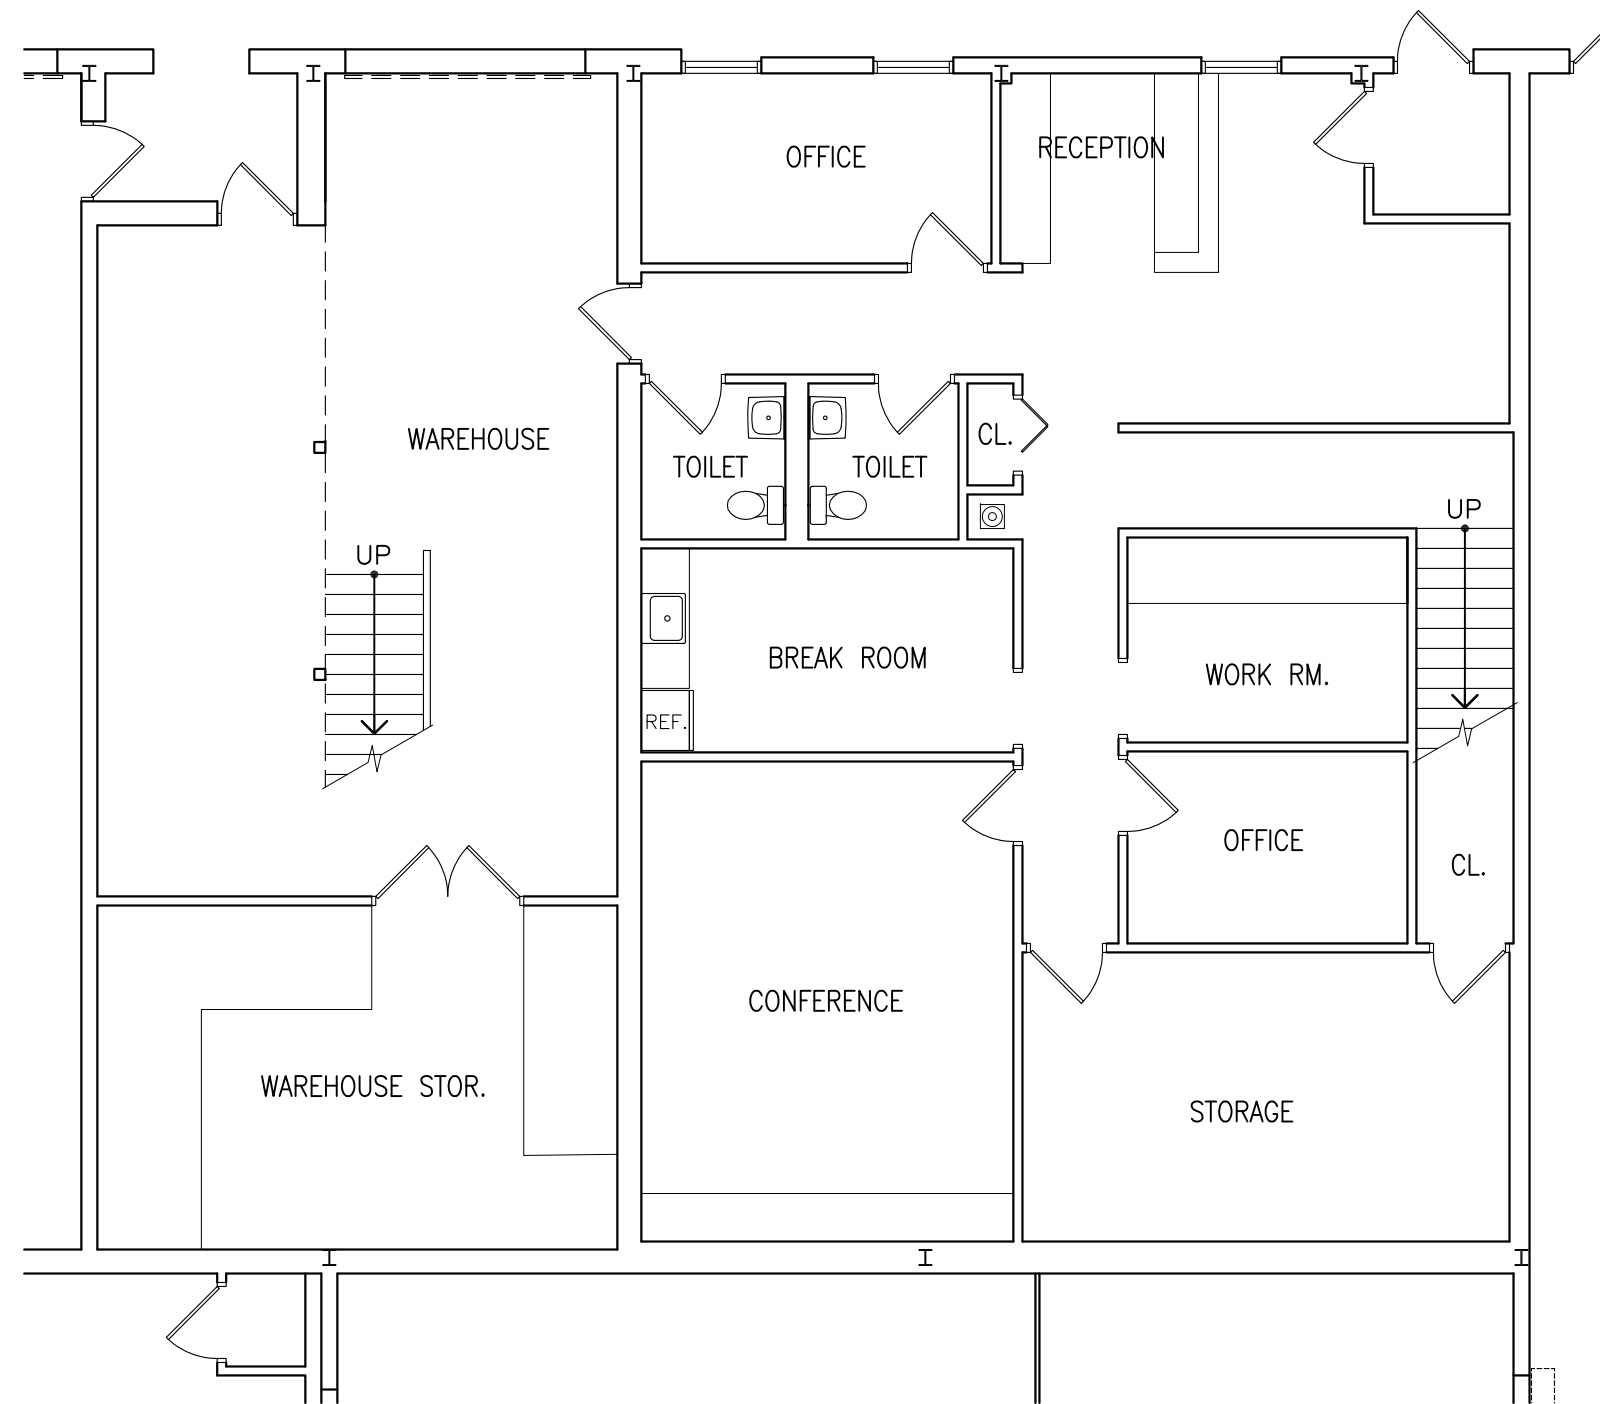 OFFICE
RECEPTION
WAREHOUSE
CL.
TOILET
TOILET
UP
UP
BREAK ROOM
WORK RM.
REF.
OFFICE
CL.
CONFERENCE
WAREHOUSE STOR.
STORAGE